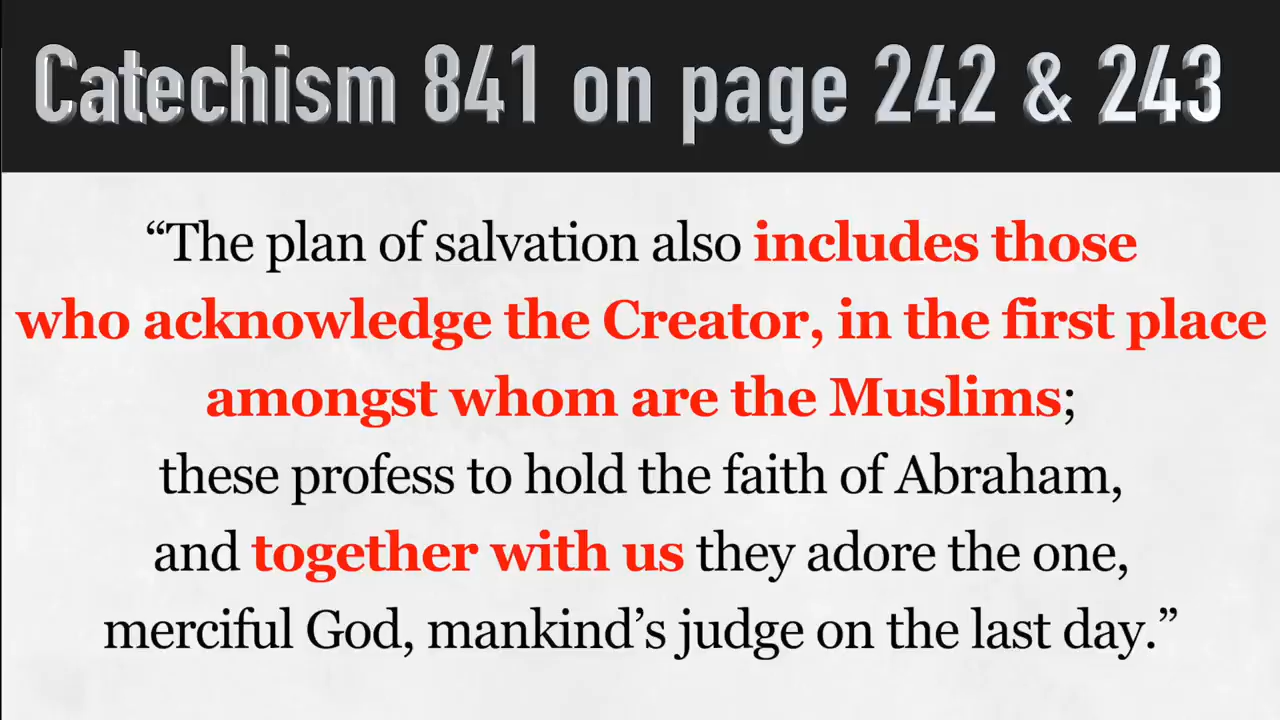 Catechism 841 on page 242 & 243
“The plan of salvation also includes those
who acknowledge the Creator, in the first place
amongst whom are the Muslims;
these profess to hold the faith of Abraham,
and together with us they adore the one,
merciful God, mankind’s judge on the last day.”